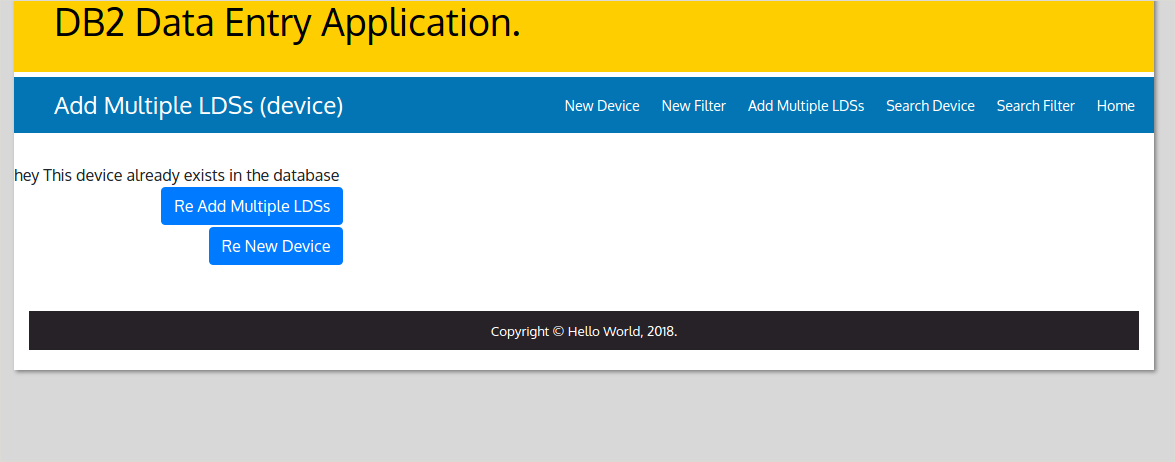 DB2 Data Entry Application.
Add Multiple LDSs (device) New Device New Filter Add Multiple LDSs Search Device Search Filter Home
hey This device already exists in the database
Re Add Multiple LDSs
Re New Device
Copyright © Hello World, 2018.